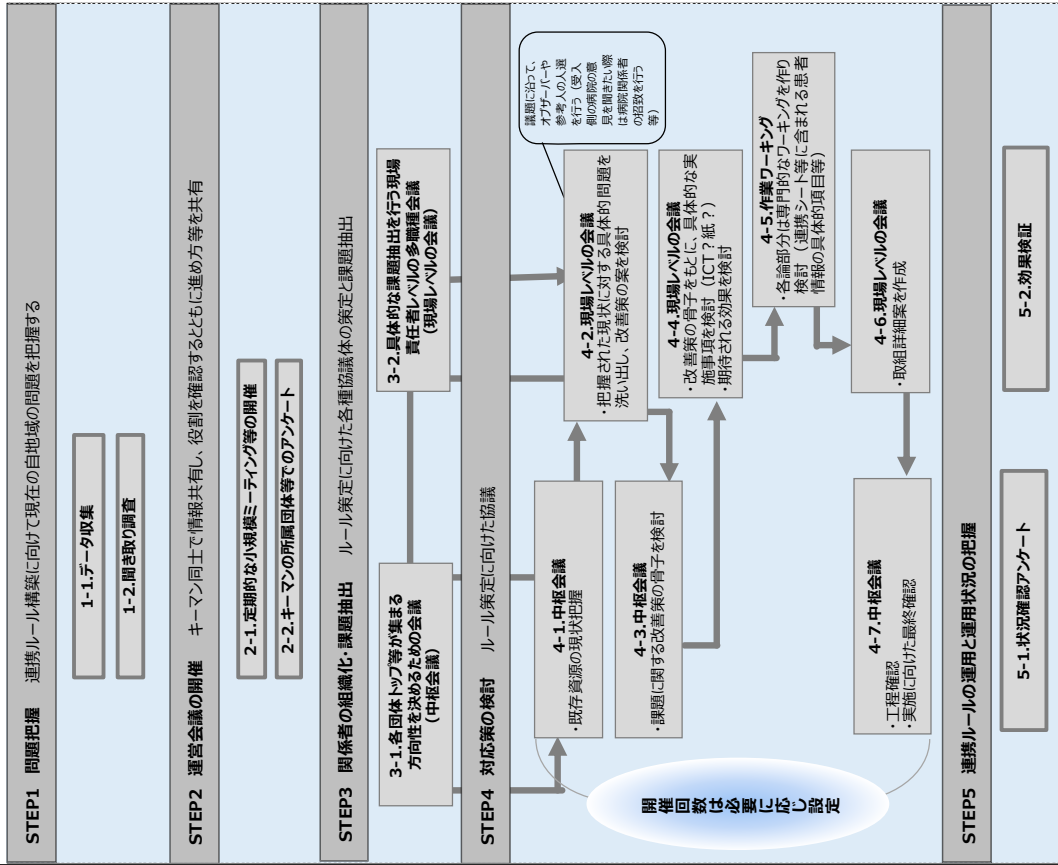 STEP1 問題把握 連携ルール構築に向けて現在の自地域の問題を把握する
1-1.データ収集
1-2.聞き取り調査
STEP2 運営会議の開催 キーマン同士で情報共有し、役割を確認するとともに進め方等を共有
2-1.定期的な小規模ミーティング等の開催
2-2.キーマンの所属団体等でのアンケート
STEP3 関係者の組織化・課題抽出 ルール策定に向けた各種協議体の策定と課題抽出
3-1.各団体トップ等が集まる
方向性を決めるための会議
(中枢会議)
3-2.具体的な課題抽出を行う現場
責任者レベルの多職種会議
(現場レベルの会議)
STEP4 対応策の検討 ルール策定に向けた協議
議題に沿って、
オブザーバーや
参考人の人選
を行う（受入
側の病院の意
見を聞きたい際
は病院関係者
の招致を行う
等）
4-1.中枢会議
・既存資源の現状把握
4-2.現場レベルの会議
・把握された現状に対する具体的問題を
洗い出し、改善策の案を検討
4-3.中枢会議
・課題に関する改善策の骨子を検討
4-4.現場レベルの会議
・改善策の骨子をもとに、具体的な実
施事項を検討（ICT？紙？）
・期待される効果を検討
4-5.作業ワーキング
・各論部分は専門的なワーキングを作り
検討（連携シート等に含まれる患者
情報の具体的項目等）
4-6.現場レベルの会議
・取組詳細案を作成
4-7.中枢会議
・工程確認
・実施に向けた最終確認
開催回数は必要に応じ設定
STEP5 連携ルールの運用と運用状況の把握
5-1.状況確認アンケート
5-2.効果検証